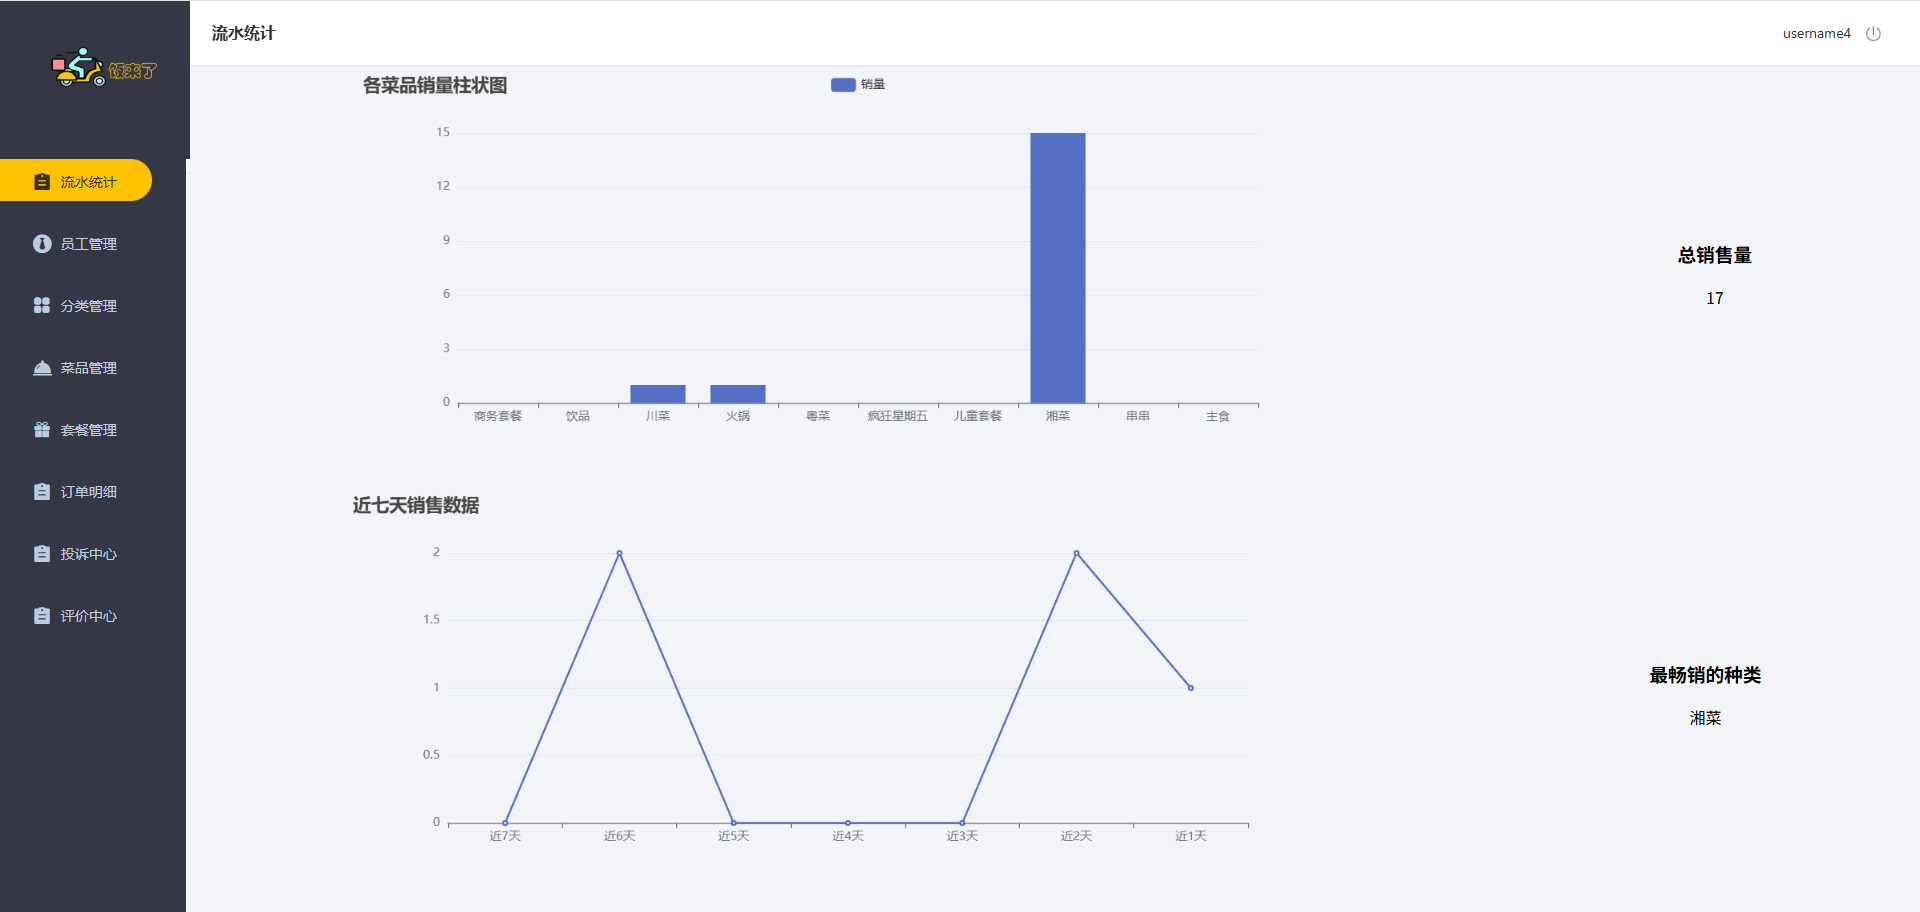 饭来了
流水统计
员工管理
分类管理
菜品管理
套餐管理
订单明细
投诉中心
评价中心
流水统计
username4
各菜品销量柱状图
销量
15
12
9
6
3
0
商务套餐 饮品 川菜 火锅 粤菜 疯狂星期五 儿童套餐 湘菜 串串 主食
总销售量
17
近七天销售数据
2
1.5
1
0.5
0
近7天 近6天 近5天 近4天 近3天 近2天 近1天
最畅销的种类
湘菜